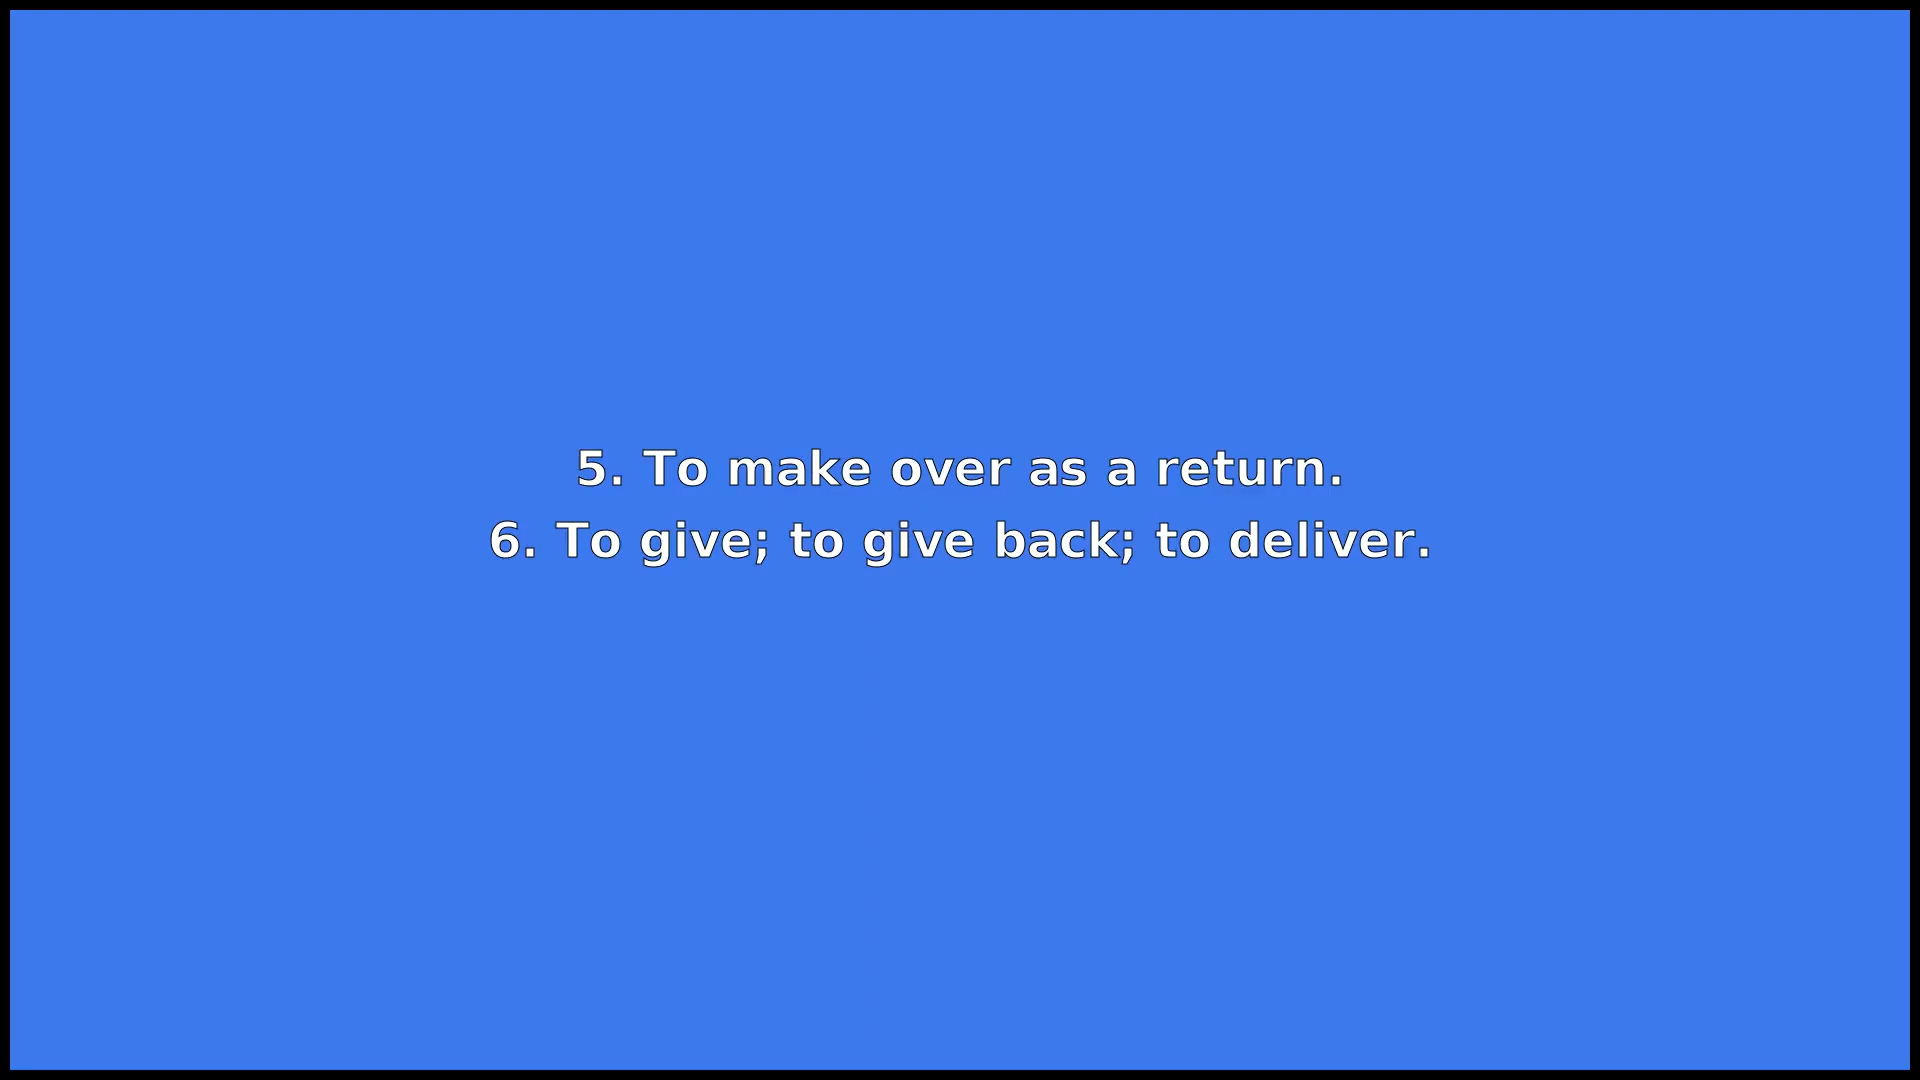 5. To make over as a return.
6. To give; to give back; to deliver.